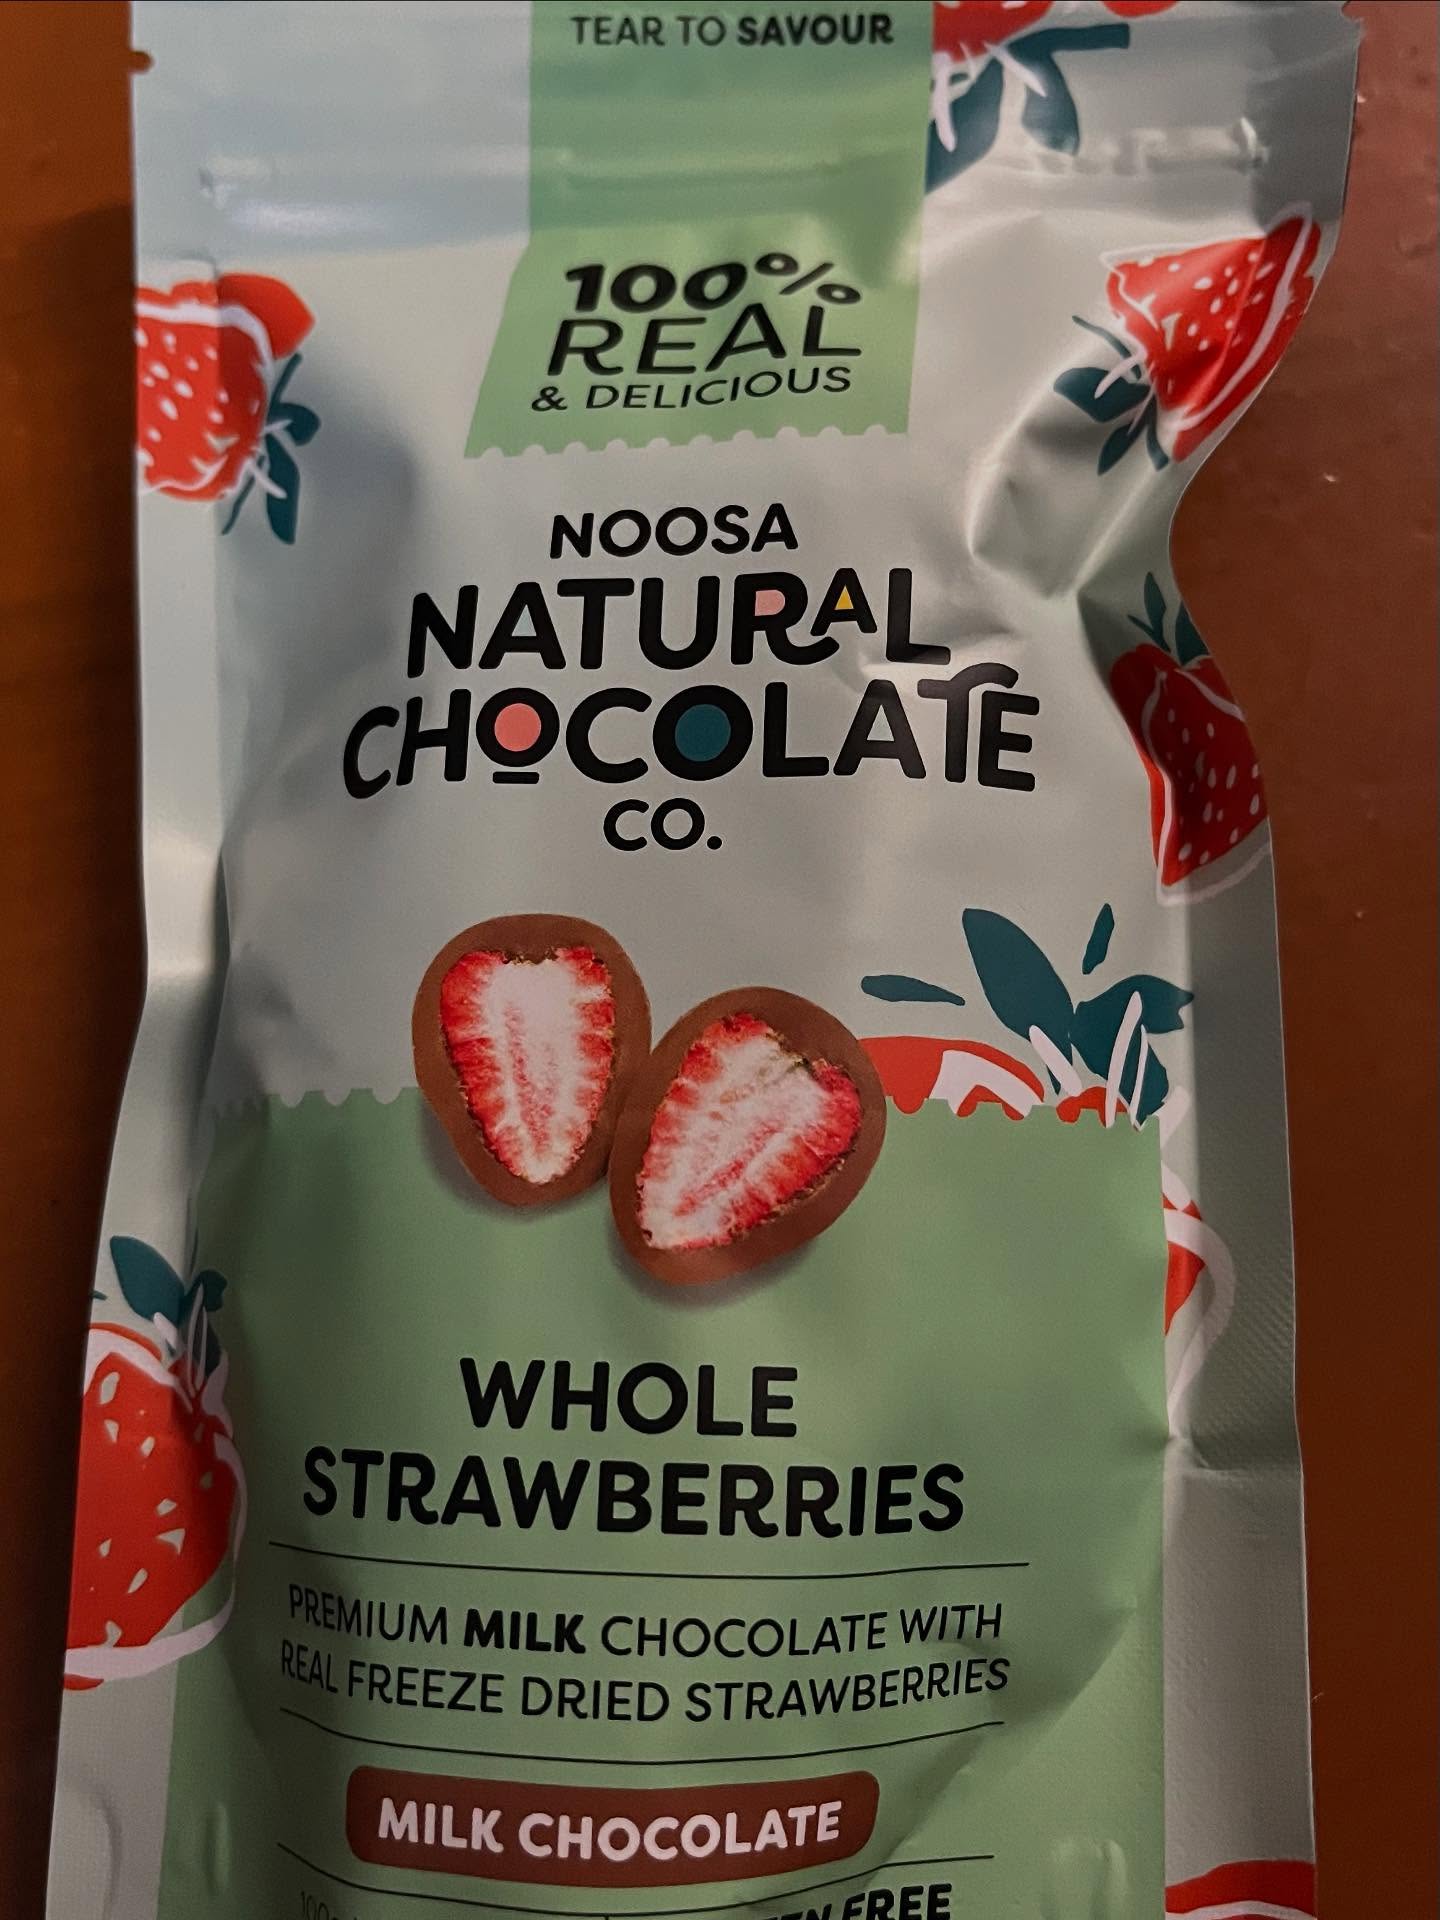 TEAR TO SAVOUR
100%
REAL
& DELICIOUS
NOOSA
NATURAL
CHOCOLATE
CO.
WHOLE
STRAWBERRIES
PREMIUM MILK CHOCOLATE WITH
REAL FREEZE DRIED STRAWBERRIES
MILK CHOCOLATE
FREE